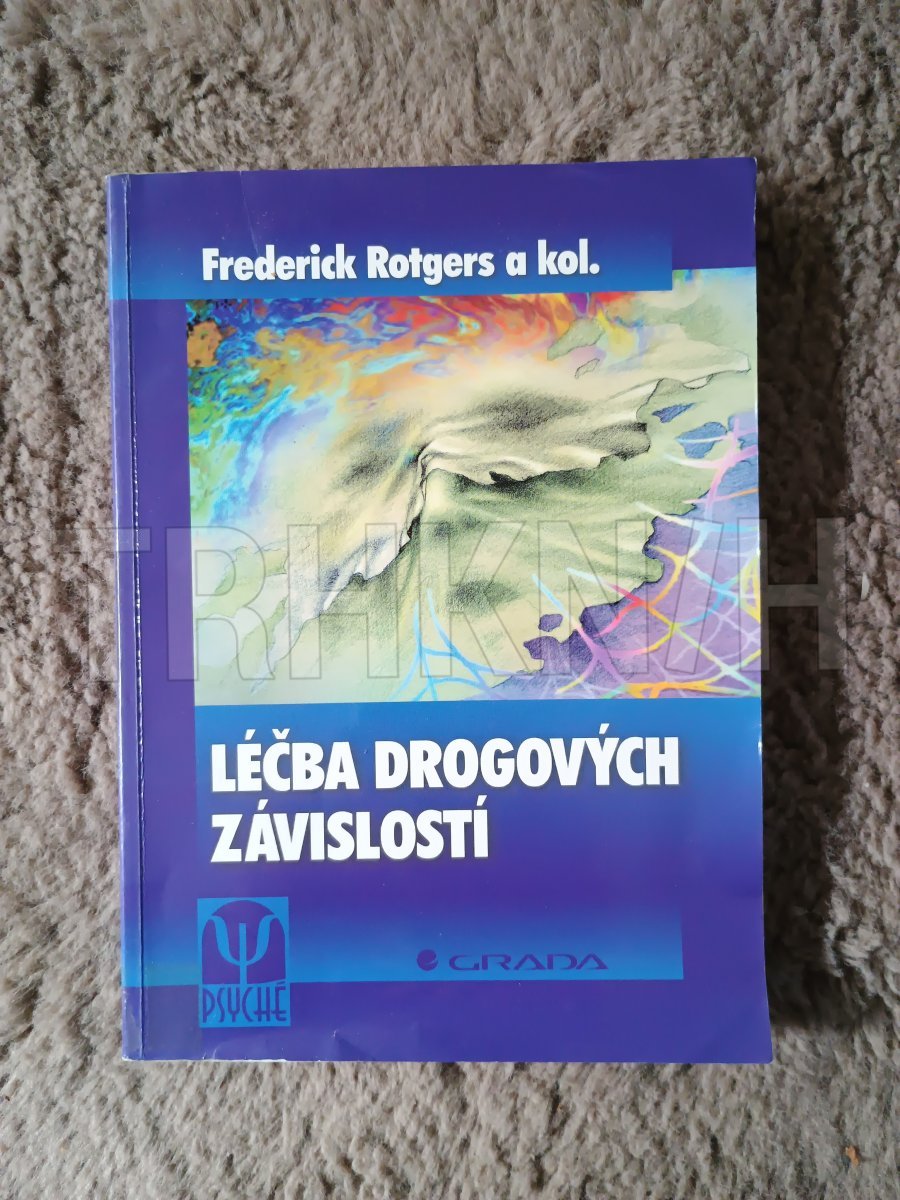 Frederick Rotgers a kol.
TRHKNIH
LÉČBA DROGOVÝCH
ZÁVISLOSTÍ
GRADA
PSYCHÉ